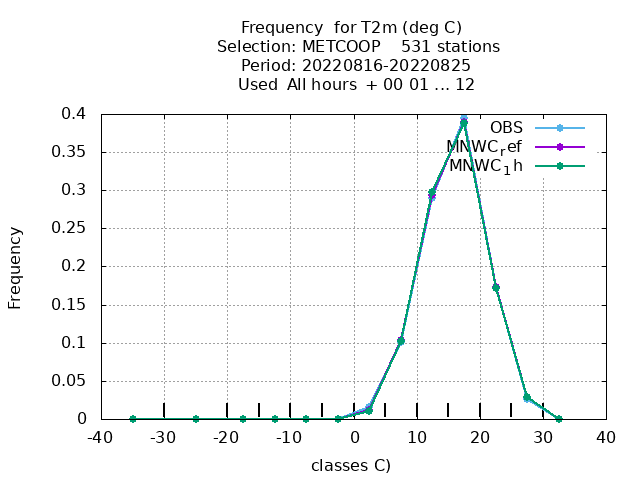 Frequency for T2m (deg C)
Selection: METCOOP 531 stations
Period: 20220816-20220825
Used All hours + 00 01 ... 12
0.4
0.35
0.3
0.25
0.2
0.15
0.1
0.05
0
Frequency
OBS
MNWCref
MNWC1h
-40 -30 -20 -10 0 10 20 30 40
classes C)